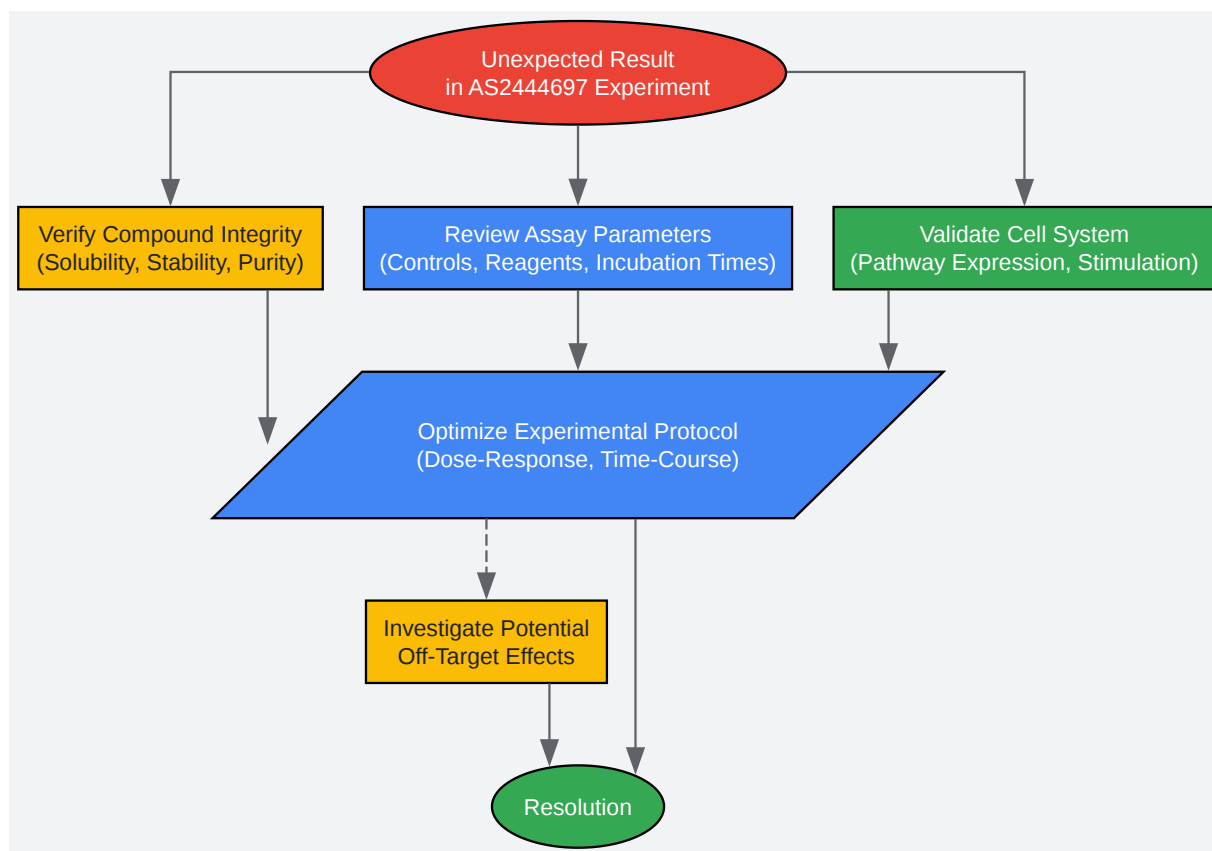 Unexpected Result
in AS2444697 Experiment
Verify Compound Integrity
(Solubility, Stability, Purity)
Review Assay Parameters
(Controls, Reagents, Incubation Times)
Validate Cell System
(Pathway Expression, Stimulation)
Optimize Experimental Protocol
(Dose-Response, Time-Course)
Investigate Potential
Off-Target Effects
Resolution